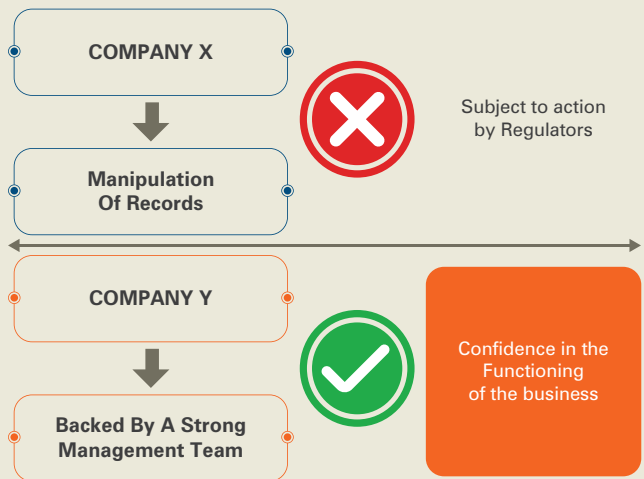 COMPANY X
Subject to action
by Regulators
Manipulation
Of Records
COMPANY Y
Confidence in the
Functioning
of the business
Backed By A Strong
Management Team